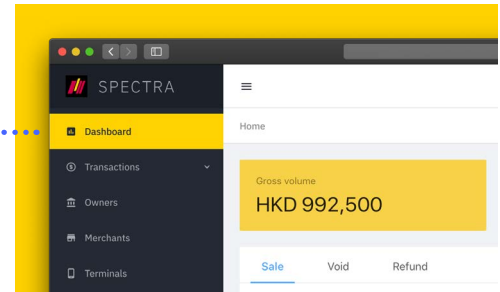 SPECTRA
Dashboard
Home
Transactions
Gross volume
Owners
HKD 992,500
Merchants
Sale Void Refund
Terminals